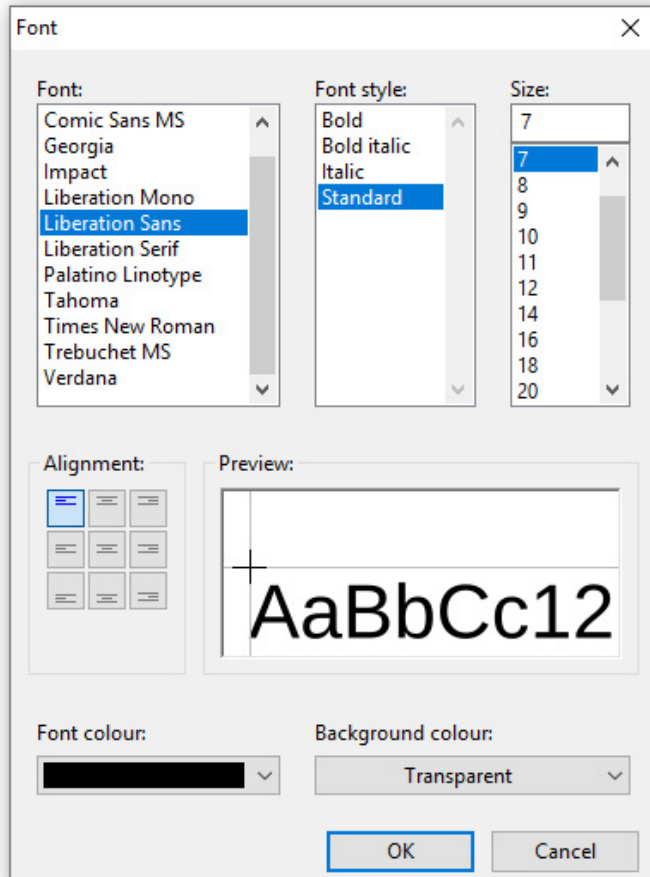 Font
Font:
Comic Sans MS
Georgia
Impact
Liberation Mono
Liberation Sans
Liberation Serif
Palatino Linotype
Tahoma
Times New Roman
Trebuchet MS
Verdana
Font style:
Bold
Bold italic
Italic
Standard
Size:
7
7
8
9
10
11
12
14
16
18
20
Alignment:
Preview:
AaBbCc12
Font colour:
Background colour:
Transparent
OK
Cancel